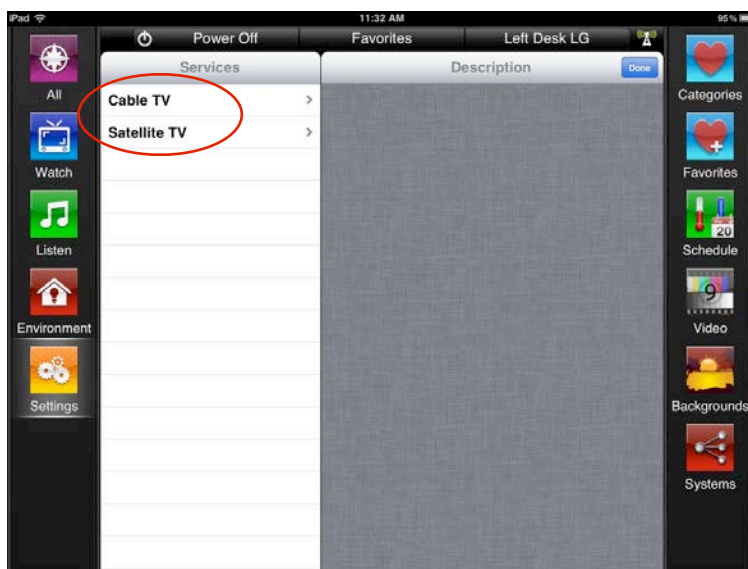 iPad 11:32 AM 95%
Power Off Favorites Left Desk LG
Services Description Done
All
Watch
Listen
Environment
Settings
Cable TV
Satellite TV
Categories
Favorites
20
Schedule
9
Video
Backgrounds
Systems